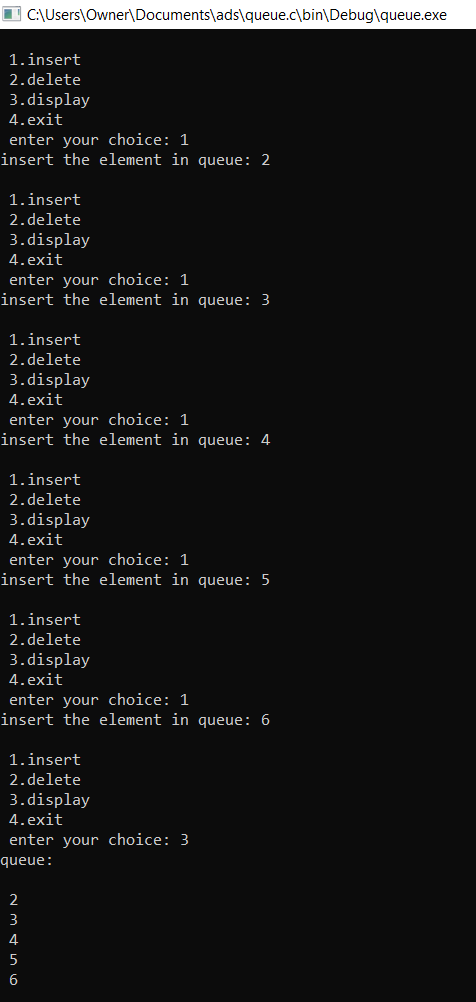 C:\Users\Owner\Documents\ads\queue.c\bin\Debug\queue.exe
1.insert
2.delete
3.display
4.exit
enter your choice: 1
insert the element in queue: 2
1.insert
2.delete
3.display
4.exit
enter your choice: 1
insert the element in queue: 3
1.insert
2.delete
3.display
4.exit
enter your choice: 1
insert the element in queue: 4
1.insert
2.delete
3.display
4.exit
enter your choice: 1
insert the element in queue: 5
1.insert
2.delete
3.display
4.exit
enter your choice: 1
insert the element in queue: 6
1.insert
2.delete
3.display
4.exit
enter your choice: 3
queue:
2
3
4
5
6